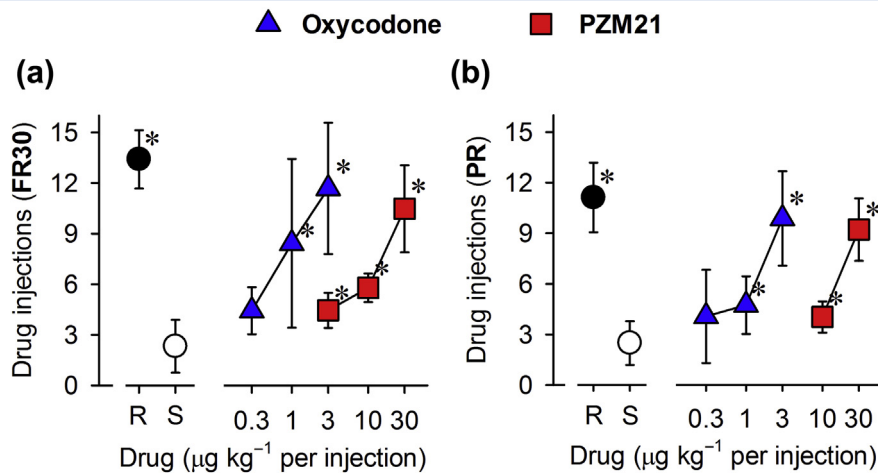 Oxycodone PZM21
(a)
Drug injections (FR30)
15
12
9
6
3
0
R S 0.3 1 3 10 30
Drug (μg kg⁻¹ per injection)
(b)
Drug injections (PR)
15
12
9
6
3
0
R S 0.3 1 3 10 30
Drug (μg kg⁻¹ per injection)